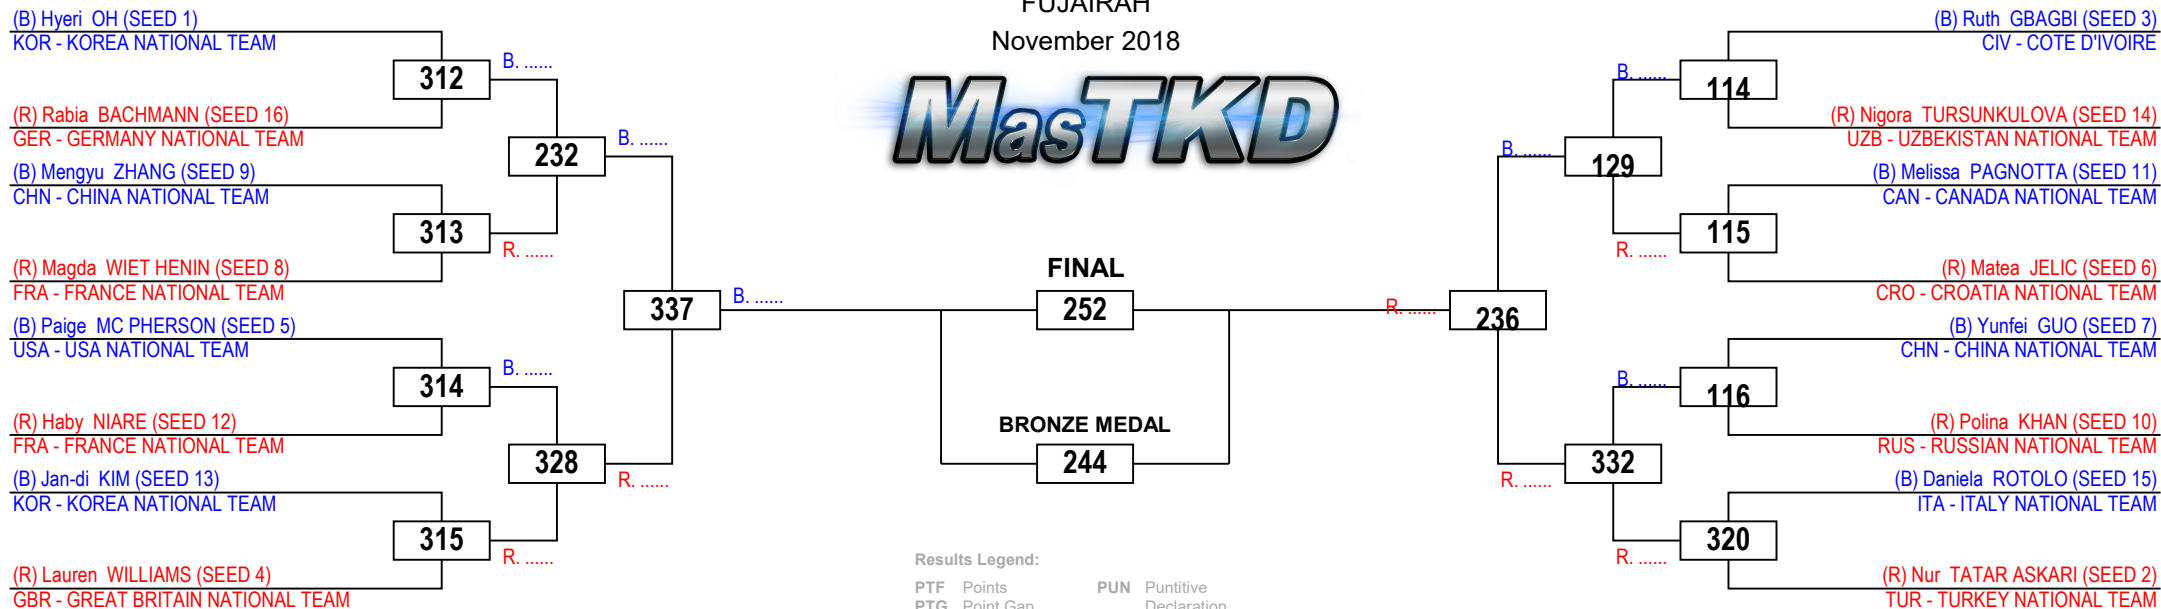 FUJAIRAH
November 2018
MasTKD
(B) Hyeri OH (SEED 1)
KOR - KOREA NATIONAL TEAM
312
B. ......
(R) Rabia BACHMANN (SEED 16)
GER - GERMANY NATIONAL TEAM
232
B. ......
(B) Mengyu ZHANG (SEED 9)
CHN - CHINA NATIONAL TEAM
313
R. ......
(R) Magda WIET HENIN (SEED 8)
FRA - FRANCE NATIONAL TEAM
337
B. ......
(B) Paige MC PHERSON (SEED 5)
USA - USA NATIONAL TEAM
314
B. ......
(R) Haby NIARE (SEED 12)
FRA - FRANCE NATIONAL TEAM
328
R. ......
(B) Jan-di KIM (SEED 13)
KOR - KOREA NATIONAL TEAM
315
R. ......
(R) Lauren WILLIAMS (SEED 4)
GBR - GREAT BRITAIN NATIONAL TEAM
FINAL
252
BRONZE MEDAL
244
(B) Ruth GBAGBI (SEED 3)
CIV - COTE D'IVOIRE
B. ......
114
(R) Nigora TURSUNKULOVA (SEED 14)
UZB - UZBEKISTAN NATIONAL TEAM
B. ......
129
(B) Melissa PAGNOTTA (SEED 11)
CAN - CANADA NATIONAL TEAM
R. ......
115
(R) Matea JELIC (SEED 6)
CRO - CROATIA NATIONAL TEAM
R. ......
236
(B) Yunfei GUO (SEED 7)
CHN - CHINA NATIONAL TEAM
B. ......
116
(R) Polina KHAN (SEED 10)
RUS - RUSSIAN NATIONAL TEAM
R. ......
332
(B) Daniela ROTOLO (SEED 15)
ITA - ITALY NATIONAL TEAM
R. ......
320
(R) Nur TATAR ASKARI (SEED 2)
TUR - TURKEY NATIONAL TEAM
Results Legend:
PTF Points PUN Puntitive
PTG Point Gap Declaration